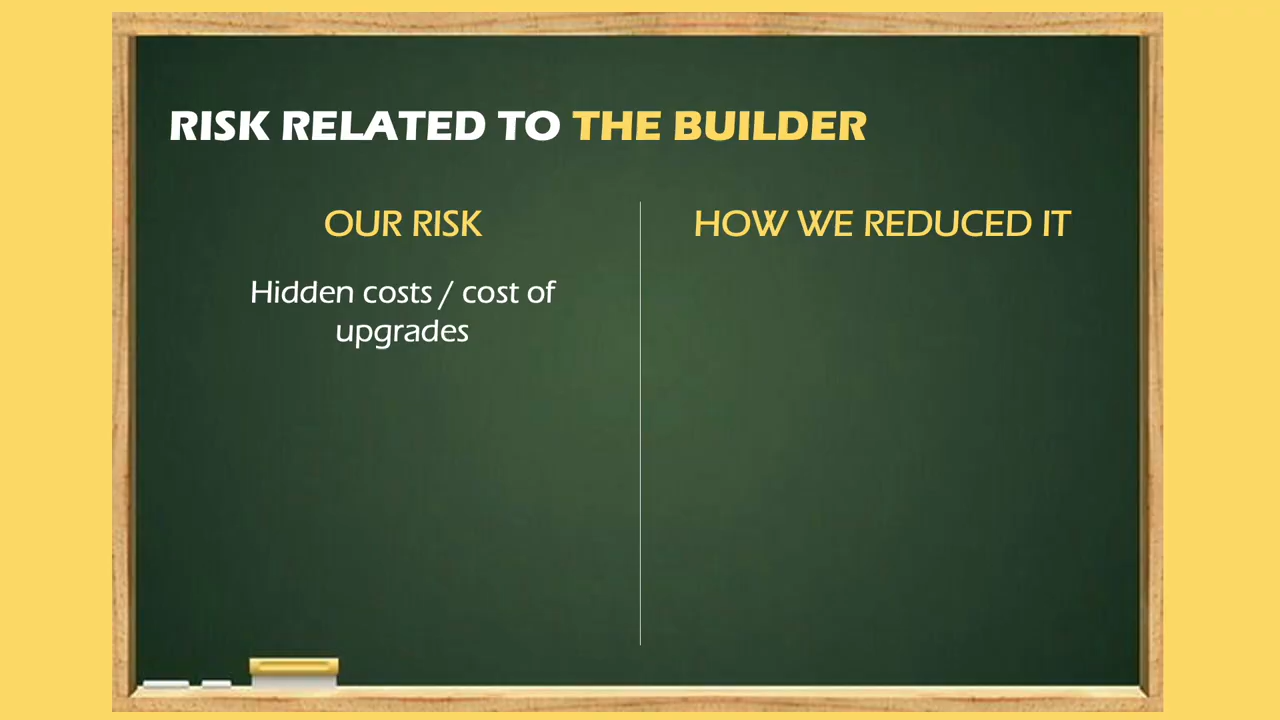 RISK RELATED TO THE BUILDER
OUR RISK
Hidden costs / cost of
upgrades
HOW WE REDUCED IT